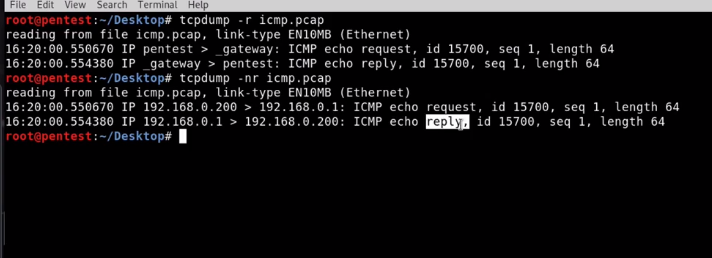 File Edit View Search Terminal Help
root@pentest:~/Desktop# tcpdump -r icmp.pcap
reading from file icmp.pcap, link-type EN10MB (Ethernet)
16:20:00.550670 IP pentest > _gateway: ICMP echo request, id 15700, seq 1, length 64
16:20:00.554380 IP _gateway > pentest: ICMP echo reply, id 15700, seq 1, length 64
root@pentest:~/Desktop# tcpdump -nr icmp.pcap
reading from file icmp.pcap, link-type EN10MB (Ethernet)
16:20:00.550670 IP 192.168.0.200 > 192.168.0.1: ICMP echo request, id 15700, seq 1, length 64
16:20:00.554380 IP 192.168.0.1 > 192.168.0.200: ICMP echo reply, id 15700, seq 1, length 64
root@pentest:~/Desktop#